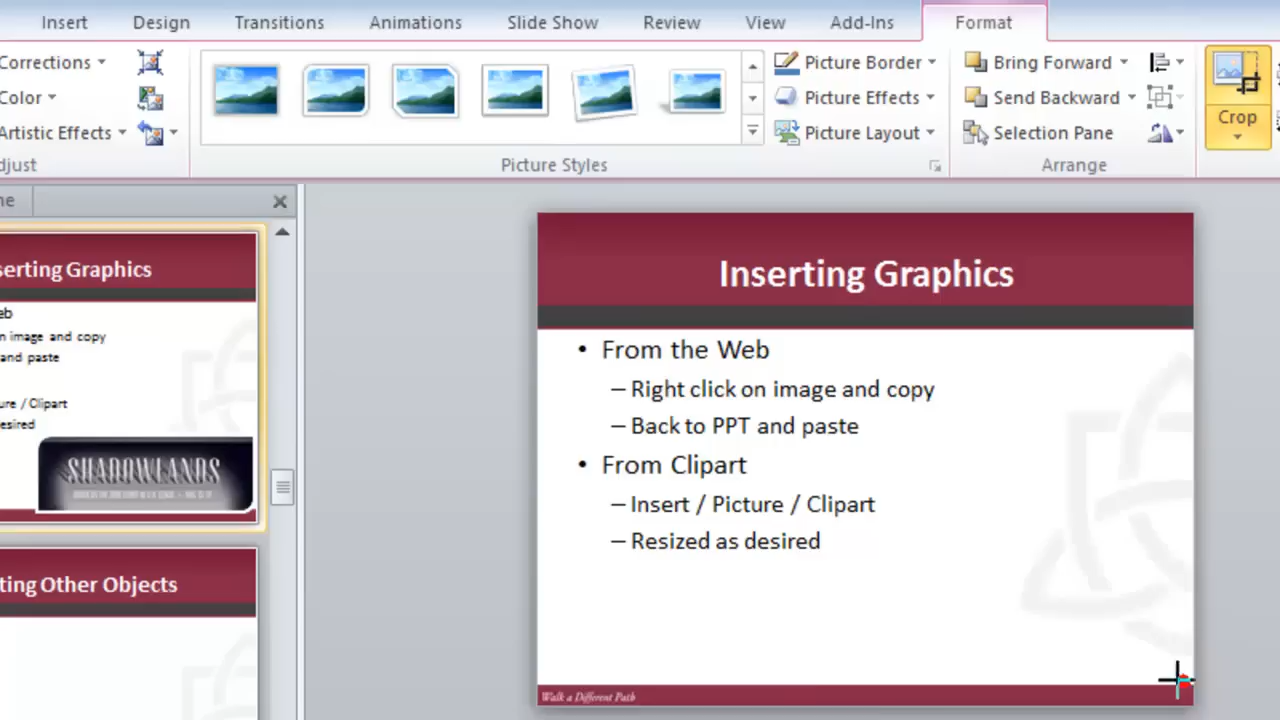 Insert Design Transitions Animations Slide Show Review View Add-Ins Format
Corrections
Color
Artistic Effects
Picture Border
Picture Effects
Picture Layout
Bring Forward
Send Backward
Selection Pane
Crop
djust Picture Styles Arrange
ne
serting Graphics
eb
n image and copy
and paste
ure / Clipart
esired
SHADOWLANDS
ting Other Objects
Inserting Graphics
• From the Web
– Right click on image and copy
– Back to PPT and paste
• From Clipart
– Insert / Picture / Clipart
– Resized as desired
Walk a Different Path